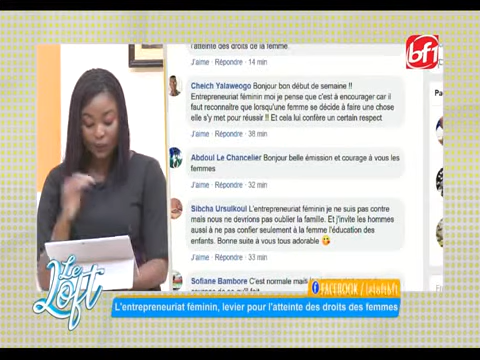 l'atteinte des droits de la femme.
J'aime · Répondre · 14 min
bf1
Cheich Yalaweogo Bonjour bon début de semaine !!
Entrepreneuriat féminin moi je pense que c'est à encourager car il
faut reconnaitre que lorsqu'une femme se décide à faire une chose
elle s'y met pour réussir !! Et cela lui confère un certain respect
J'aime · Répondre · 38 min
Pa
Abdoul Le Chancelier Bonjour belle émission et courage à vous les
femmes
J'aime · Répondre · 32 min
Sibcha Ursulkoul L'entrepreneuriat féminin je ne suis pas contre
mais nous ne devrions pas oublier la famille. Et j'invite les hommes
aussi à ne pas confier seulement à la femme l'éducation des
enfants. Bonne suite à vous tous adorable 😘
J'aime · Répondre · 33 min
Sofiane Bambore C'est normale mais
Le Loft
FACEBOOK /
L'entrepreneuriat féminin, levier pour l'atteinte des droits des femmes